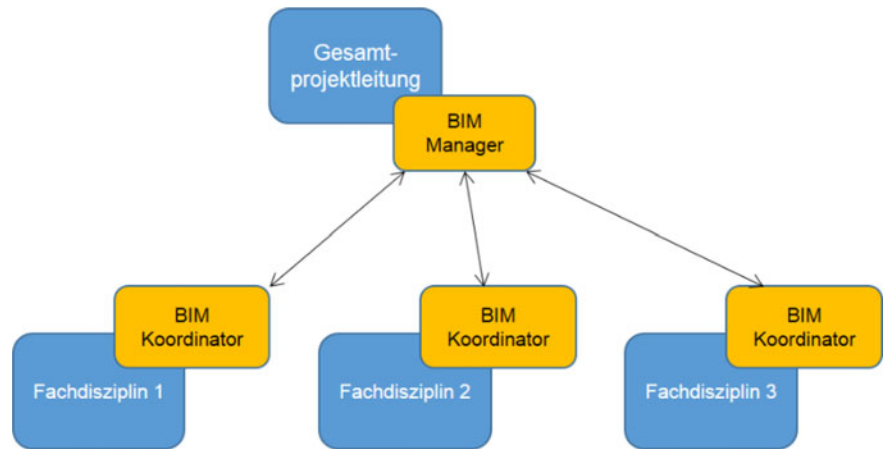 Gesamt-
projektleitung
BIM
Manager
BIM
Koordinator
BIM
Koordinator
BIM
Koordinator
Fachdisziplin 1
Fachdisziplin 2
Fachdisziplin 3